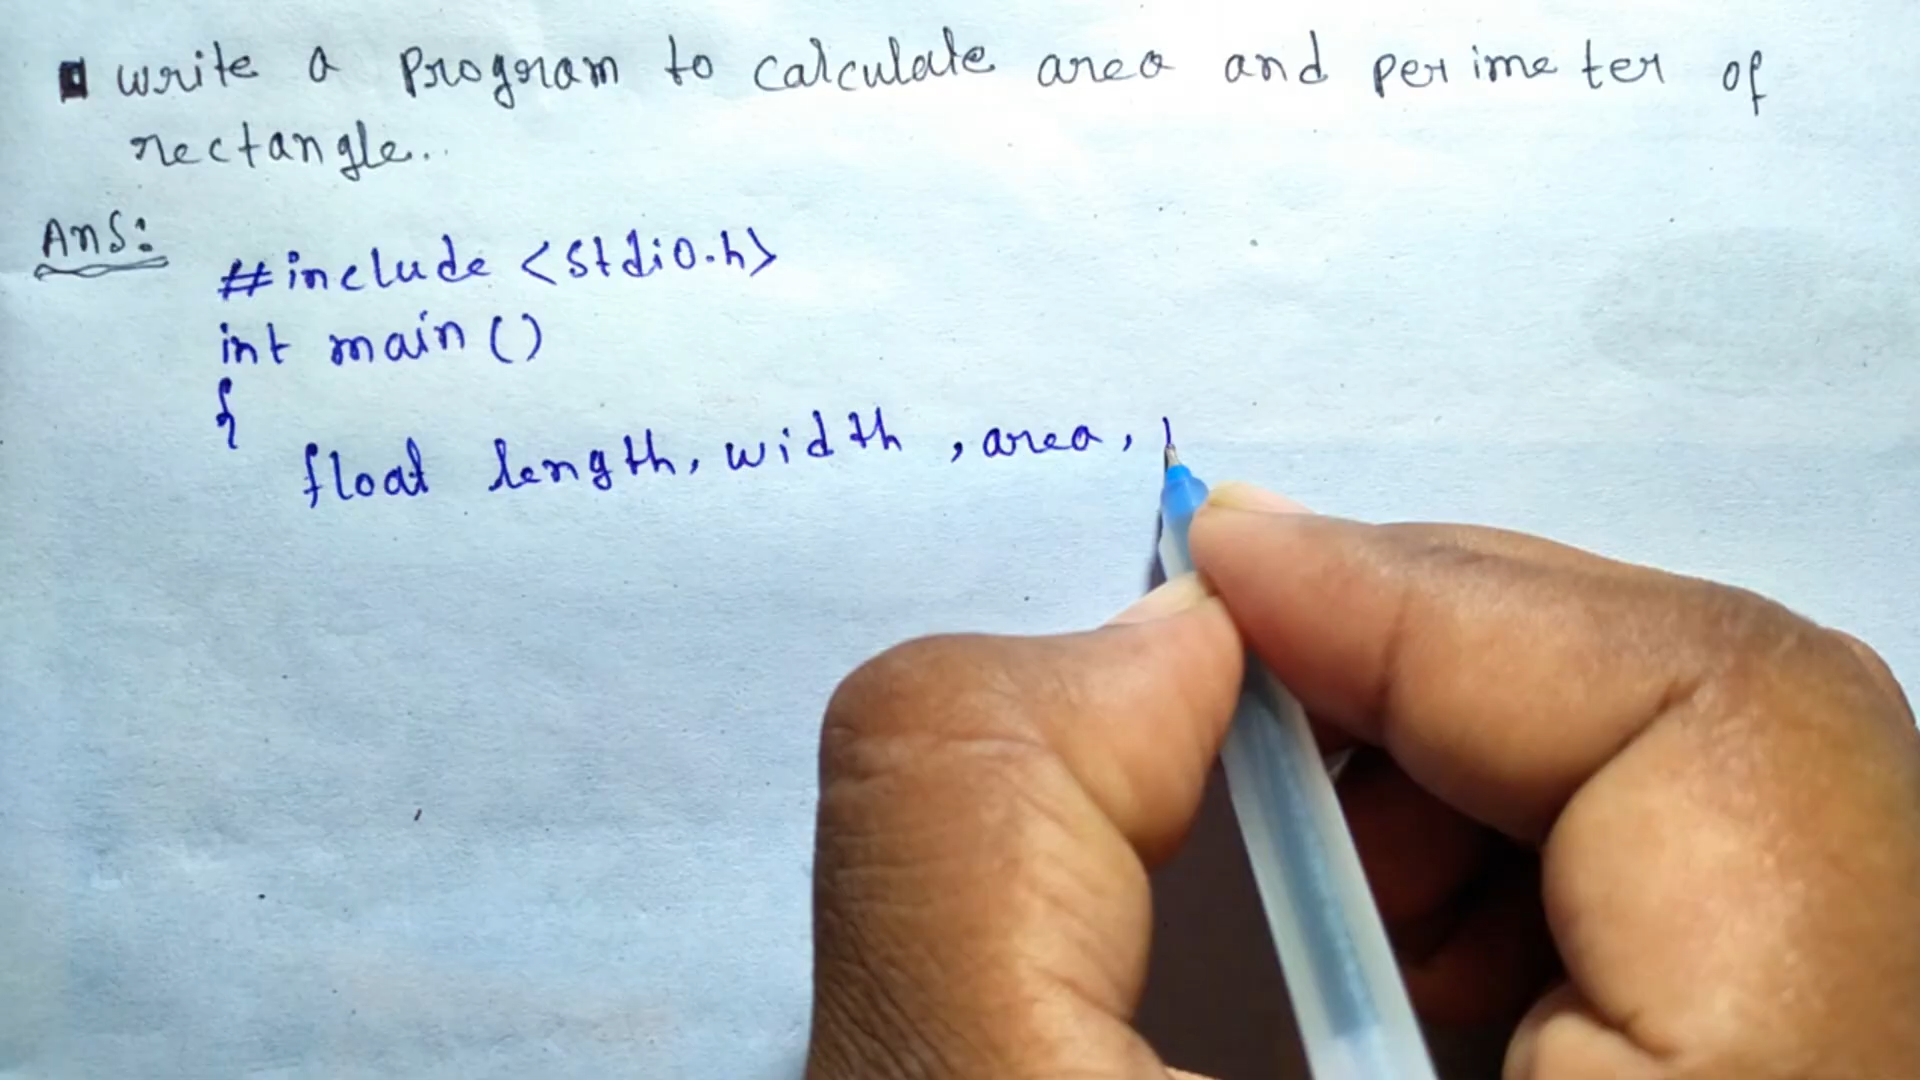 write a program to calculate area and perimeter of
rectangle.
Ans:
#include <stdio.h>
int main ()
{
float length, width, area,